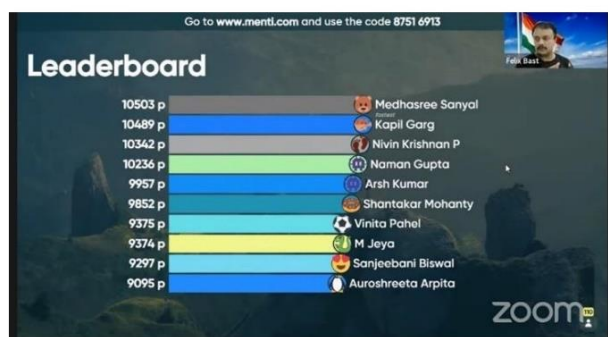 Go to www.menti.com and use the code 8751 6913
Felix Bast
Leaderboard
10503 p Medhasree Sanyal
fastest
10489 p Kapil Garg
10342 p Nivin Krishnan P
10236 p Naman Gupta
9957 p Arsh Kumar
9852 p Shantakar Mohanty
9375 p Vinita Pahel
9374 p M Jeya
9297 p Sanjeebani Biswal
9095 p Auroshreeta Arpita
zoom
110